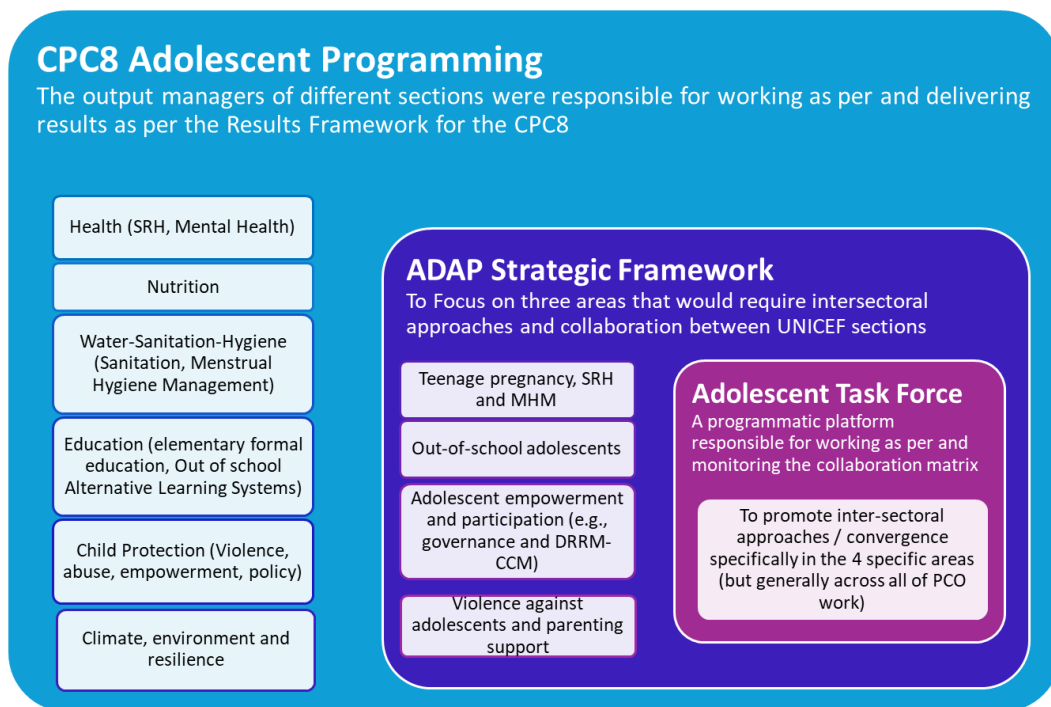 CPC8 Adolescent Programming
The output managers of different sections were responsible for working as per and delivering
results as per the Results Framework for the CPC8
Health (SRH, Mental Health)
Nutrition
Water-Sanitation-Hygiene
(Sanitation, Menstrual
Hygiene Management)
Education (elementary formal
education, Out of school
Alternative Learning Systems)
Child Protection (Violence,
abuse, empowerment, policy)
Climate, environment and
resilience
ADAP Strategic Framework
To Focus on three areas that would require intersectoral
approaches and collaboration between UNICEF sections
Teenage pregnancy, SRH
and MHM
Out-of-school adolescents
Adolescent empowerment
and participation (e.g.,
governance and DRRM-
CCM)
Violence against
adolescents and parenting
support
Adolescent Task Force
A programmatic platform
responsible for working as per and
monitoring the collaboration matrix
To promote inter-sectoral
approaches / convergence
specifically in the 4 specific areas
(but generally across all of PCO
work)